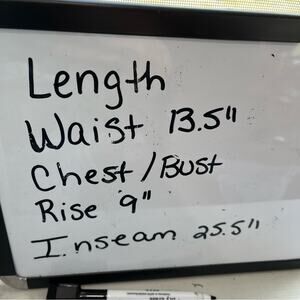 Length
Waist 13.5"
Chest/Bust
Rise 9"
Inseam 25.5"